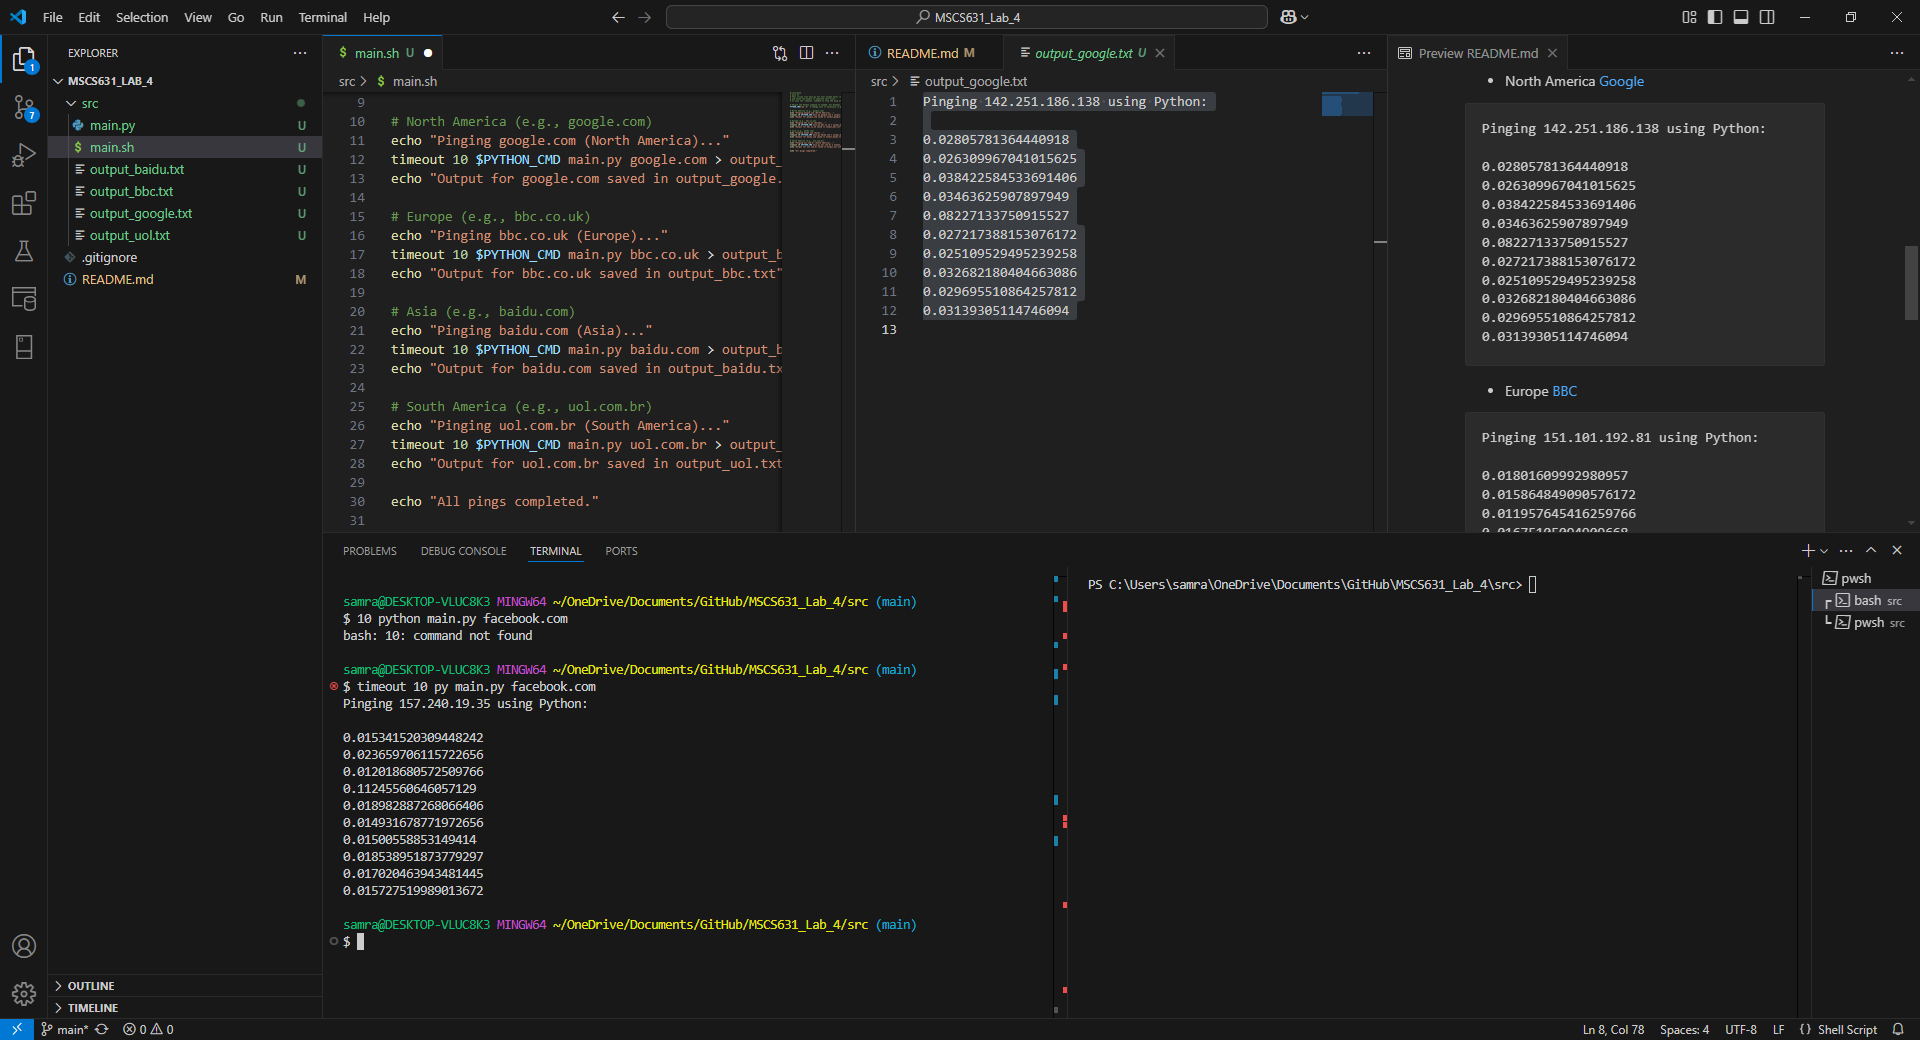 File Edit Selection View Go Run Terminal Help
MSCS631_Lab_4
EXPLORER
MSCS631_LAB_4
src
main.py U
main.sh U
output_baidu.txt U
output_bbc.txt U
output_google.txt U
output_uol.txt U
.gitignore
README.md M
OUTLINE
TIMELINE
1
7
main.sh U
src > main.sh
9
10 # North America (e.g., google.com)
11 echo "Pinging google.com (North America)..."
12 timeout 10 $PYTHON_CMD main.py google.com > output_
13 echo "Output for google.com saved in output_google.
14
15 # Europe (e.g., bbc.co.uk)
16 echo "Pinging bbc.co.uk (Europe)..."
17 timeout 10 $PYTHON_CMD main.py bbc.co.uk > output_b
18 echo "Output for bbc.co.uk saved in output_bbc.txt"
19
20 # Asia (e.g., baidu.com)
21 echo "Pinging baidu.com (Asia)..."
22 timeout 10 $PYTHON_CMD main.py baidu.com > output_b
23 echo "Output for baidu.com saved in output_baidu.tx
24
25 # South America (e.g., uol.com.br)
26 echo "Pinging uol.com.br (South America)..."
27 timeout 10 $PYTHON_CMD main.py uol.com.br > output_
28 echo "Output for uol.com.br saved in output_uol.txt
29
30 echo "All pings completed."
31
README.md M
output_google.txt U
src > output_google.txt
1 Pinging 142.251.186.138 using Python:
2
3 0.02805781364440918
4 0.026309967041015625
5 0.038422584533691406
6 0.03463625907897949
7 0.08227133750915527
8 0.027217388153076172
9 0.025109529495239258
10 0.032682180404663086
11 0.029695510864257812
12 0.03139305114746094
13
Preview README.md
• North America Google
Pinging 142.251.186.138 using Python:
0.02805781364440918
0.026309967041015625
0.038422584533691406
0.03463625907897949
0.08227133750915527
0.027217388153076172
0.025109529495239258
0.032682180404663086
0.029695510864257812
0.03139305114746094
• Europe BBC
Pinging 151.101.192.81 using Python:
0.01801609992980957
0.015864849090576172
0.011957645416259766
PROBLEMS DEBUG CONSOLE TERMINAL PORTS
samra@DESKTOP-VLUC8K3 MINGW64 ~/OneDrive/Documents/GitHub/MSCS631_Lab_4/src (main)
$ 10 python main.py facebook.com
bash: 10: command not found
samra@DESKTOP-VLUC8K3 MINGW64 ~/OneDrive/Documents/GitHub/MSCS631_Lab_4/src (main)
$ timeout 10 py main.py facebook.com
Pinging 157.240.19.35 using Python:
0.015341520309448242
0.023659706115722656
0.012018680572509766
0.11245560646057129
0.018982887268066406
0.014931678771972656
0.01500558853149414
0.018538951873779297
0.017020463943481445
0.015727519989013672
samra@DESKTOP-VLUC8K3 MINGW64 ~/OneDrive/Documents/GitHub/MSCS631_Lab_4/src (main)
$
PS C:\Users\samra\OneDrive\Documents\GitHub\MSCS631_Lab_4\src>
pwsh
bash src
pwsh src
main* 0 0
Ln 8, Col 78 Spaces: 4 UTF-8 LF {} Shell Script